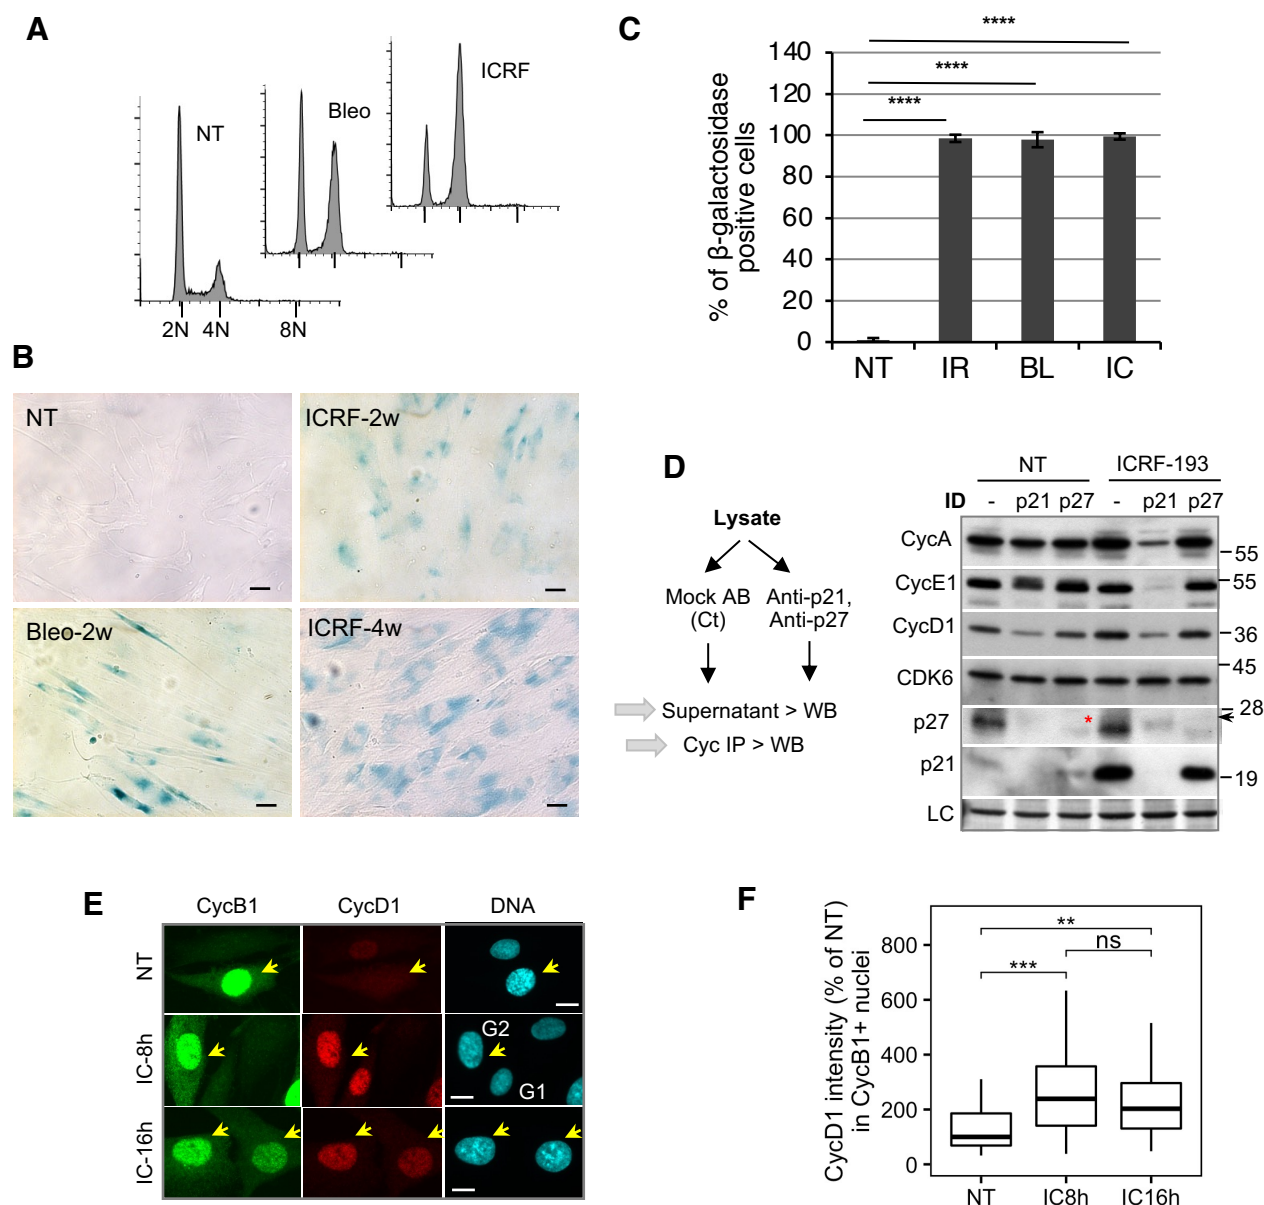 A
NT
Bleo
ICRF
2N 4N 8N
B
NT
ICRF-2w
Bleo-2w
ICRF-4w
C
% of β-galactosidase
positive cells
140
120
100
80
60
40
20
0
****
****
****
NT IR BL IC
D
Lysate
Mock AB
(Ct)
Anti-p21,
Anti-p27
Supernatant > WB
Cyc IP > WB
NT ICRF-193
ID - p21 p27 - p21 p27
CycA
55
CycE1
55
CycD1
36
45
CDK6
28
p27 *
p21
19
LC
E
CycB1 CycD1 DNA
NT
IC-8h
G2
G1
IC-16h
F
CycD1 intensity (% of NT)
in CycB1+ nuclei
800
600
400
200
0
**
ns
***
NT IC8h IC16h